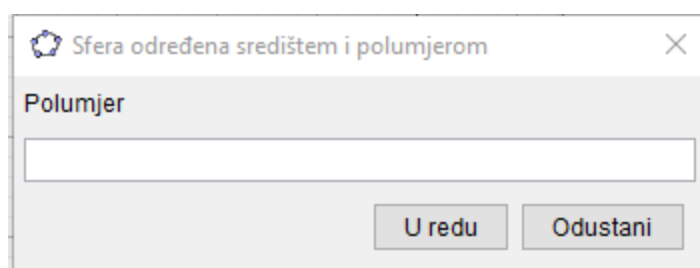 Sfera određena središtem i polumjerom
Polumjer
U redu Odustani